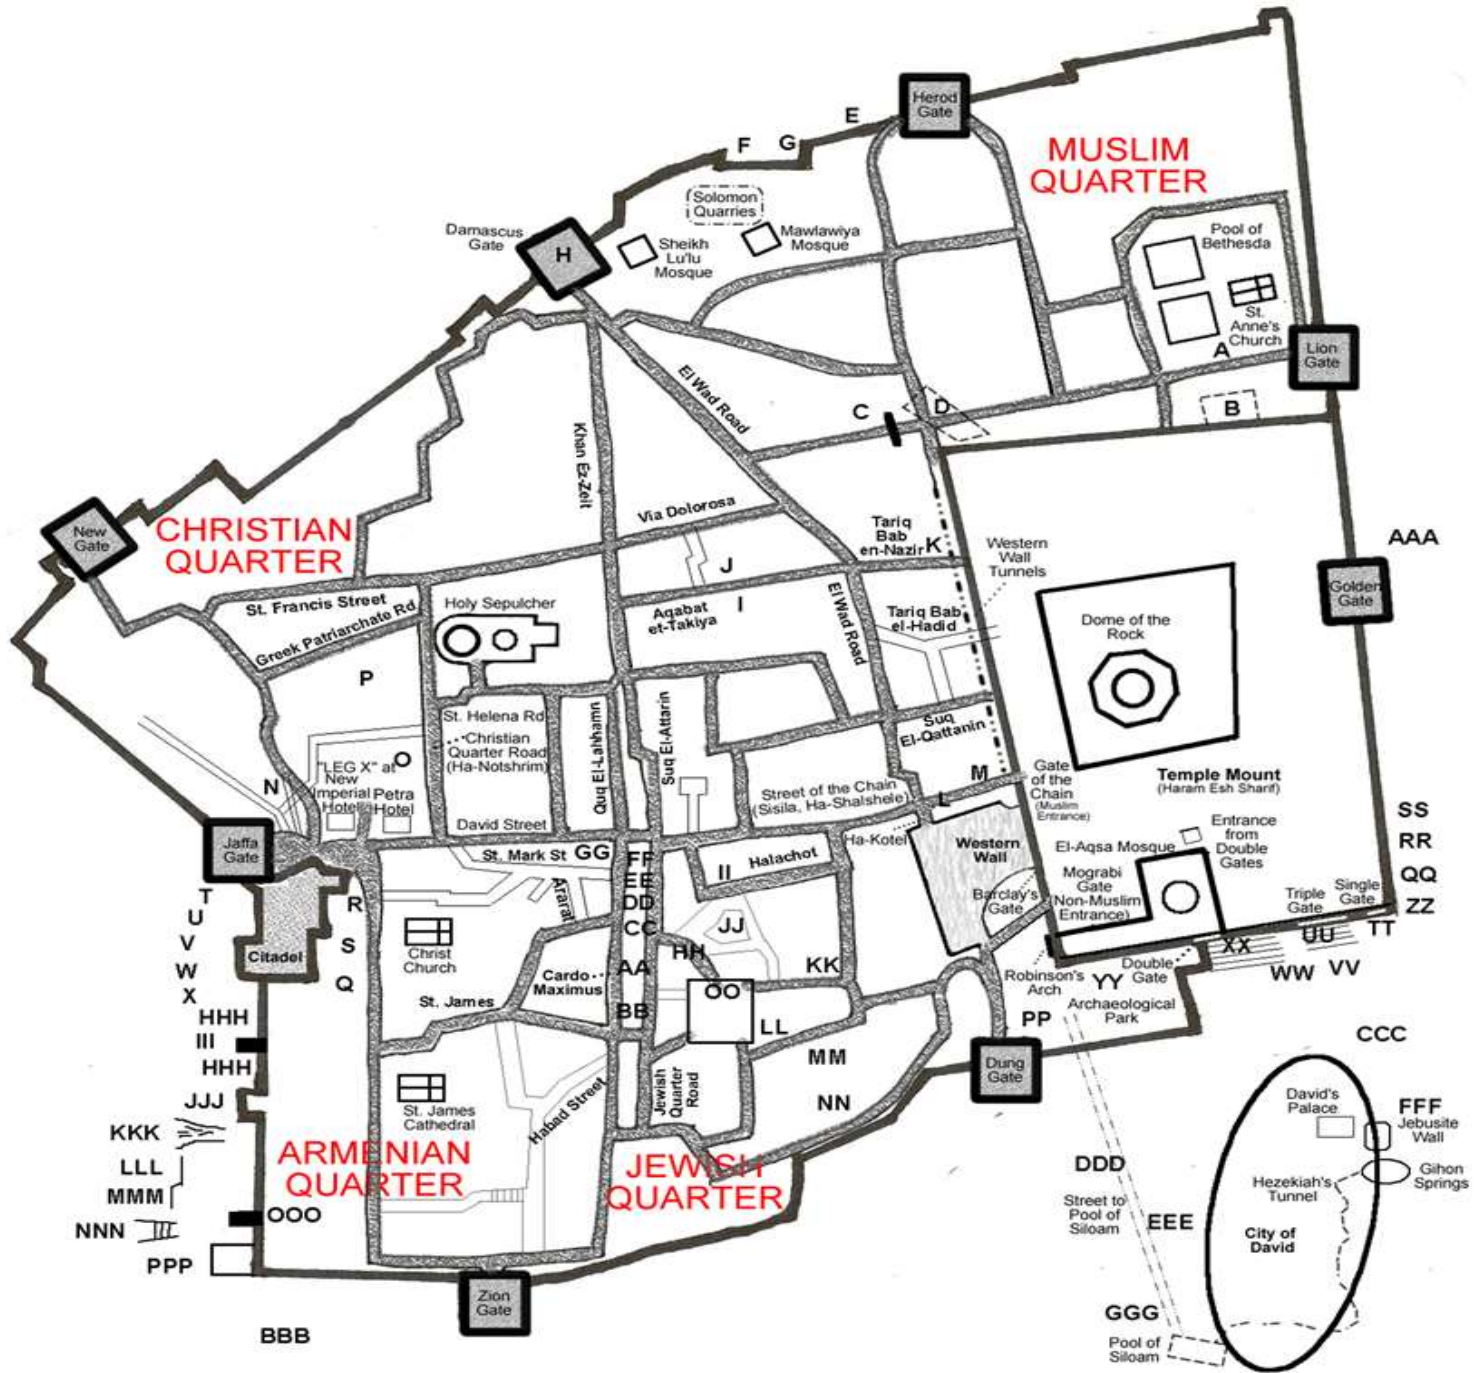 Herod
Gate
E
F
G
MUSLIM
QUARTER
Solomon
Quarries
Damascus
Gate
H
Sheikh
Lu'lu
Mosque
Mawlawiya
Mosque
Pool of
Bethesda
St.
Anne's
Church
A
Lion
Gate
B
C
D
El Wad Road
Khan Ez-Zeit
New
Gate
CHRISTIAN
QUARTER
Via Dolorosa
Tariq
Bab
en-Nazir
K
Western
Wall
Tunnels
AAA
J
I
St. Francis Street
Greek Patriarchate Rd.
Holy Sepulcher
Aqabat
et-Takiya
El Wad Road
Tariq Bab
el-Hadid
Dome of the
Rock
Golden
Gate
P
St. Helena Rd
Christian
Quarter Road
(Ha-Notshrim)
Quq El-Lahhamn
Suq El-Attarin
Suq
El-Qattanin
N
"LEG X" at
New
Imperial
Hotel
Petra
Hotel
M
Gate
of the
Chain
(Muslim
Entrance)
Temple Mount
(Haram Esh Sharif)
Street of the Chain
(Sisila, Ha-Shalshele)
L
David Street
Jaffa
Gate
St. Mark St
GG
FF
EE
DD
CC
Ararat
II
Halachot
Ha-Kotel
Western
Wall
El-Aqsa Mosque
Entrance
from
Double
Gates
SS
RR
QQ
ZZ
Barclay's
Gate
Mograbi
Gate
(Non-Muslim
Entrance)
Triple
Gate
Single
Gate
TT
T
U
V
W
X
R
S
Q
Citadel
Christ
Church
Cardo
Maximus
AA
BB
HH
JJ
KK
OO
LL
St. James
Robinson's
Arch
YY
Double
Gate
XX
UU
WW
VV
Archaeological
Park
PP
HHH
III
HHH
JJJ
KKK
LLL
MMM
NNN
PPP
OOO
MM
NN
Dung
Gate
CCC
St. James
Cathedral
Habad Street
Jewish
Quarter
Road
ARMENIAN
QUARTER
JEWISH
QUARTER
David's
Palace
FFF
Jebusite
Wall
DDD
Hezekiah's
Tunnel
Gihon
Springs
Street to
Pool of
Siloam
EEE
City of
David
Zion
Gate
BBB
GGG
Pool of
Siloam